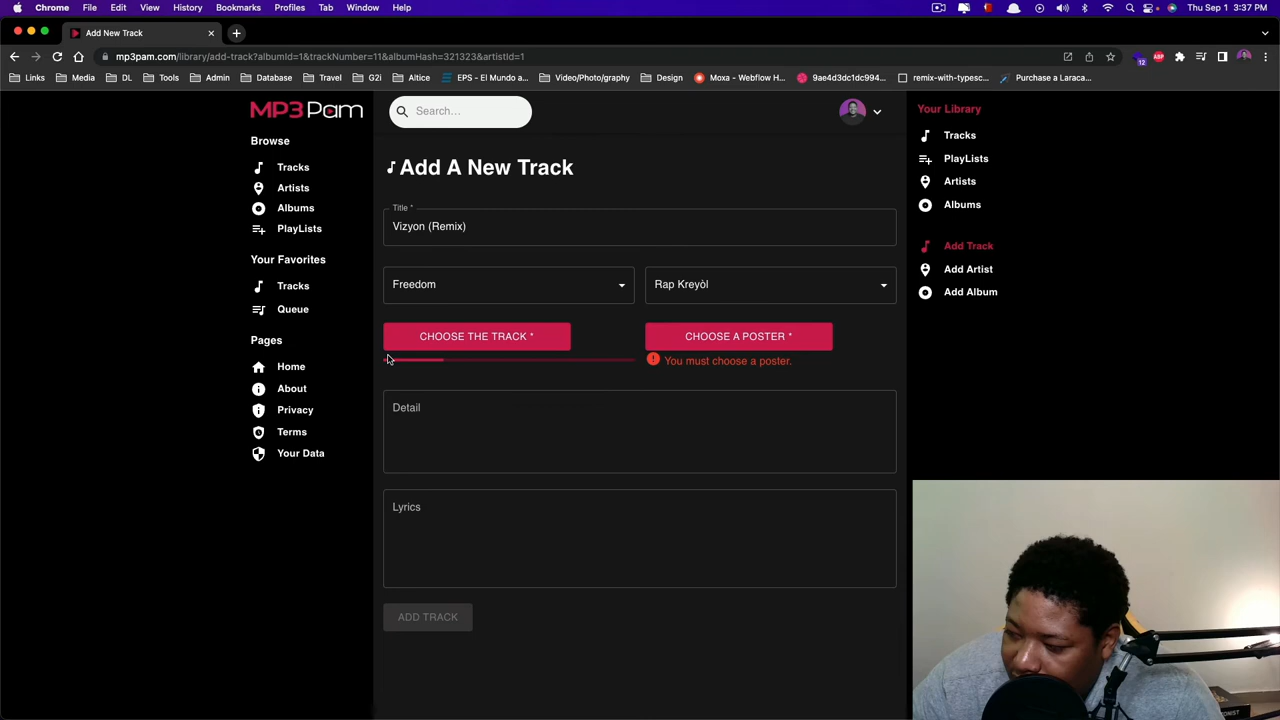 Chrome File Edit View History Bookmarks Profiles Tab Window Help Thu Sep 1 3:37 PM
Add New Track
mp3pam.com/library/add-track?albumId=1&trackNumber=11&albumHash=321323&artistId=1
12 ABP
Links Media DL Tools Admin Database Travel G2i Altice EPS - El Mundo a... Video/Photo/graphy Design Moxa - Webflow H... 9ae4d3dc1dc994... remix-with-typesc... Purchase a Laraca...
MP3 Pam
Browse
Tracks
Artists
Albums
PlayLists
Your Favorites
Tracks
Queue
Pages
Home
About
Privacy
Terms
Your Data
Search...
Add A New Track
Title *
Vizyon (Remix)
Freedom
Rap Kreyòl
CHOOSE THE TRACK *
CHOOSE A POSTER *
You must choose a poster.
Detail
Lyrics
ADD TRACK
Your Library
Tracks
PlayLists
Artists
Albums
Add Track
Add Artist
Add Album